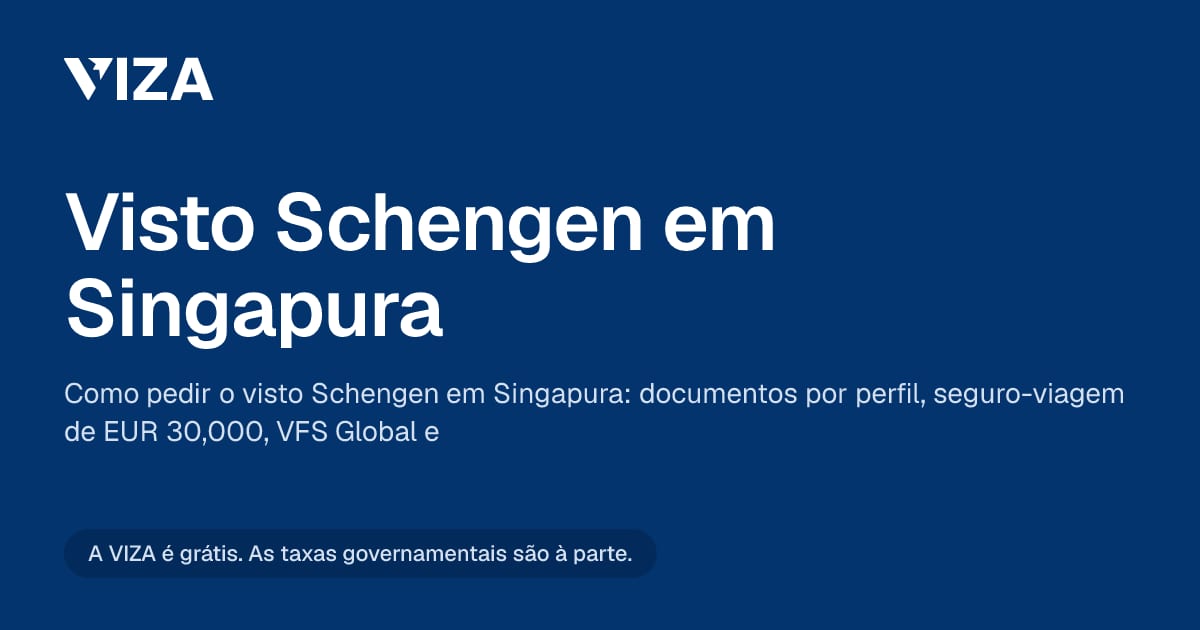 VIZA
Visto Schengen em
Singapura
Como pedir o visto Schengen em Singapura: documentos por perfil, seguro-viagem
de EUR 30,000, VFS Global e
A VIZA é grátis. As taxas governamentais são à parte.